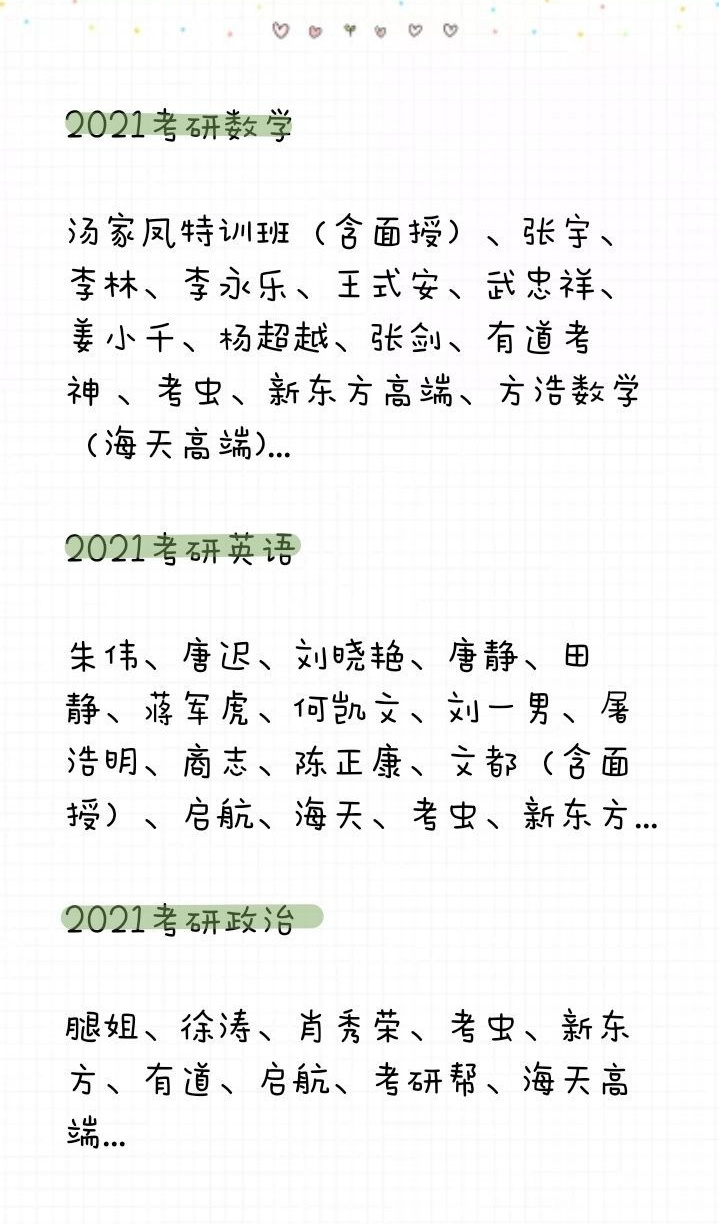 2021考研数学
汤家凤特训班（含面授）、张宇、
李林、李永乐、王式安、武忠祥、
姜小千、杨超越、张剑、有道考
神 、考虫、新东方高端、方浩数学
（海天高端)...
2021考研英语
朱伟、唐迟、刘晓艳、唐静、田
静、蒋军虎、何凯文、刘一男、屠
浩明、商志、陈正康、文都（含面
授）、启航、海天、考虫、新东方...
2021考研政治
腿姐、徐涛、肖秀荣、考虫、新东
方、有道、启航、考研帮、海天高
端...